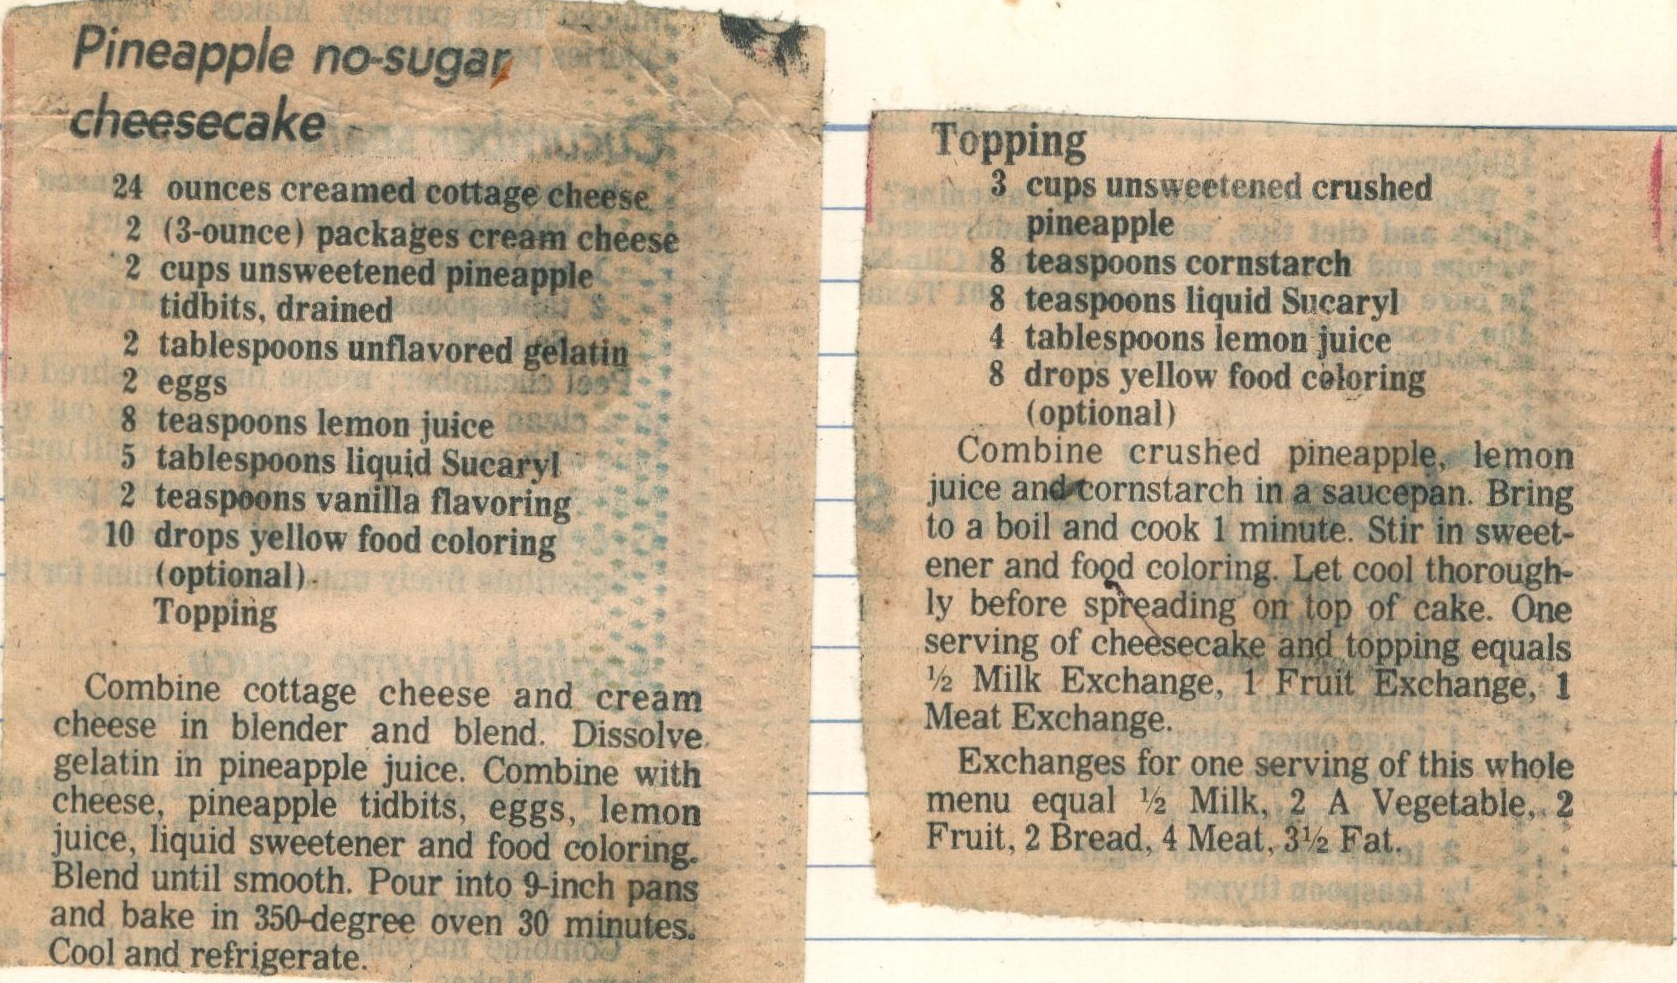 Pineapple no-sugar
cheesecake
24 ounces creamed cottage cheese
2 (3-ounce) packages cream cheese
2 cups unsweetened pineapple
tidbits, drained
2 tablespoons unflavored gelatin
2 eggs
8 teaspoons lemon juice
5 tablespoons liquid Sucaryl
2 teaspoons vanilla flavoring
10 drops yellow food coloring
(optional)
Topping
Combine cottage cheese and cream
cheese in blender and blend. Dissolve
gelatin in pineapple juice. Combine with
cheese, pineapple tidbits, eggs, lemon
juice, liquid sweetener and food coloring.
Blend until smooth. Pour into 9-inch pans
and bake in 350-degree oven 30 minutes.
Cool and refrigerate.
Topping
3 cups unsweetened crushed
pineapple
8 teaspoons cornstarch
8 teaspoons liquid Sucaryl
4 tablespoons lemon juice
8 drops yellow food coloring
(optional)
Combine crushed pineapple, lemon
juice and cornstarch in a saucepan. Bring
to a boil and cook 1 minute. Stir in sweet-
ener and food coloring. Let cool thorough-
ly before spreading on top of cake. One
serving of cheesecake and topping equals
½ Milk Exchange, 1 Fruit Exchange, 1
Meat Exchange.
Exchanges for one serving of this whole
menu equal ½ Milk, 2 A Vegetable, 2
Fruit, 2 Bread, 4 Meat, 3½ Fat.